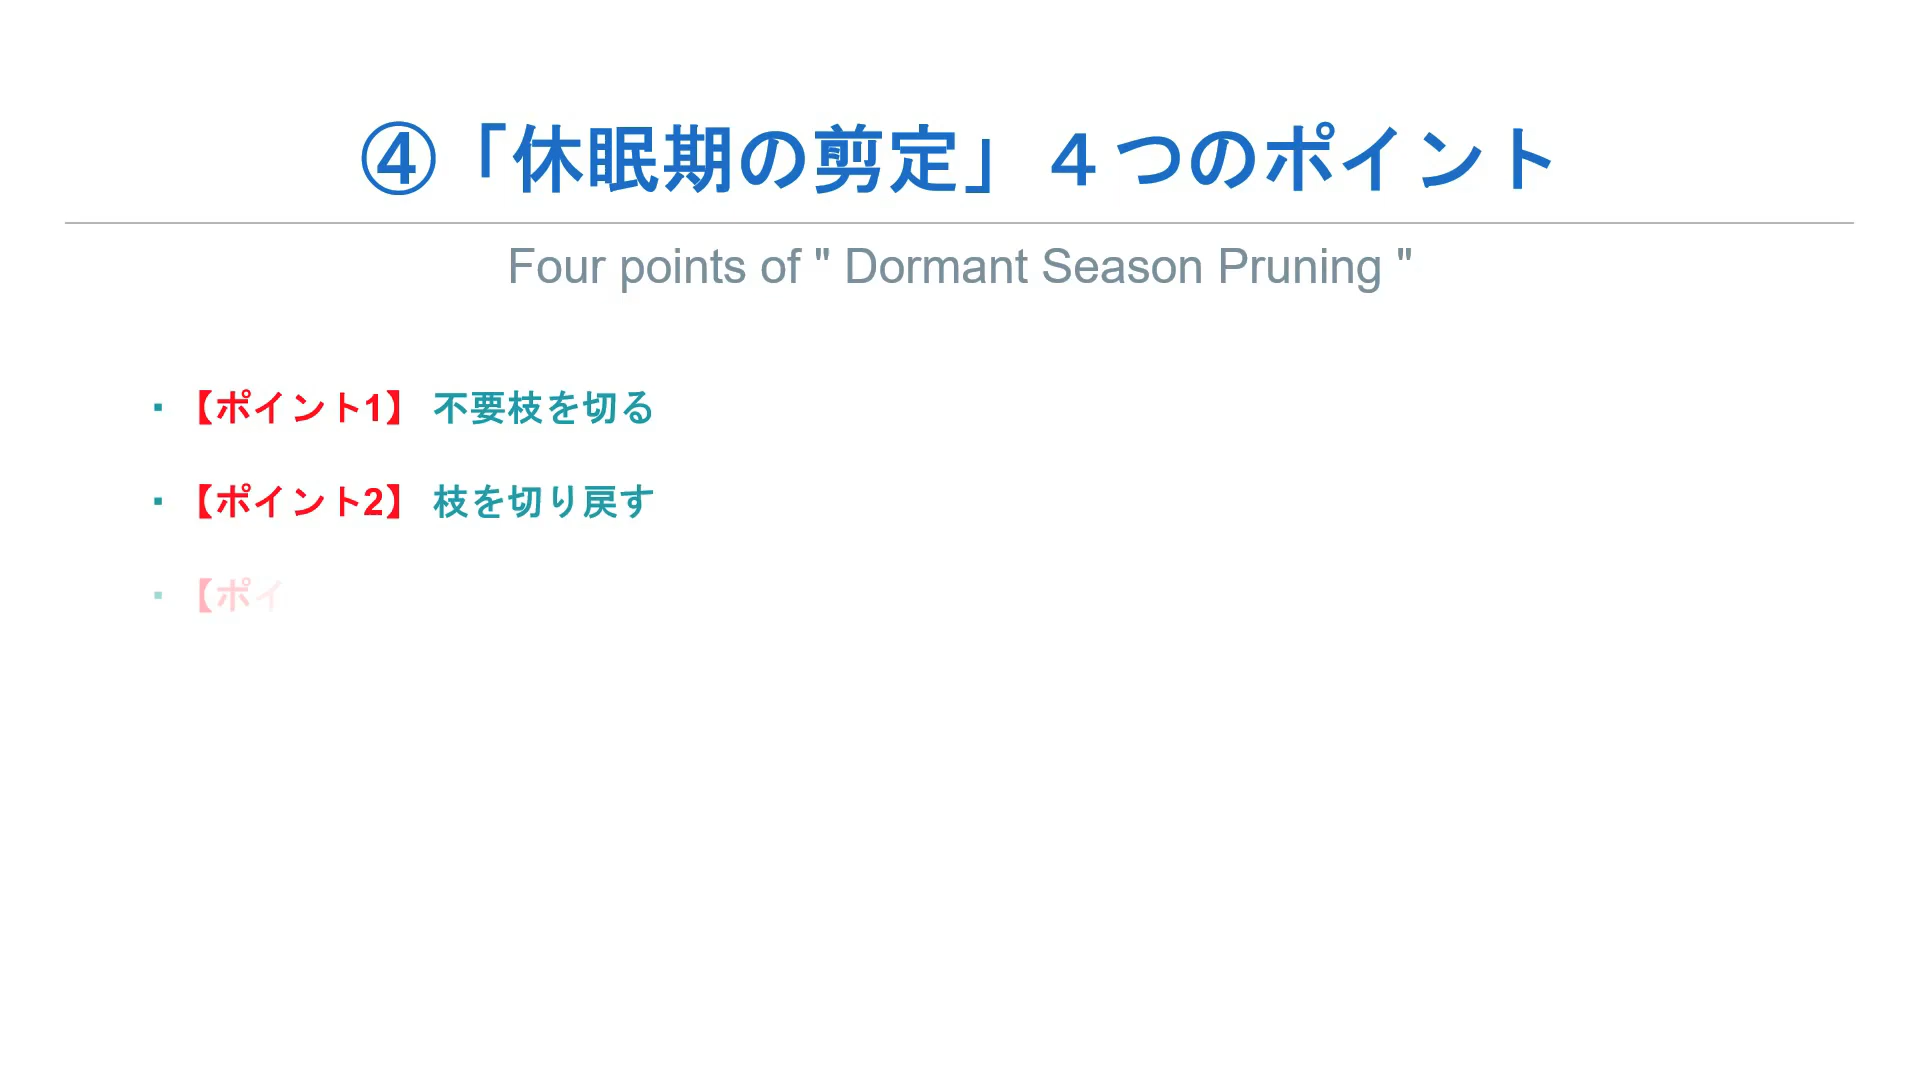 ④「休眠期の剪定」４つのポイント
Four points of " Dormant Season Pruning "
▪ 【ポイント1】 不要枝を切る
▪ 【ポイント2】 枝を切り戻す
▪ 【ポイ